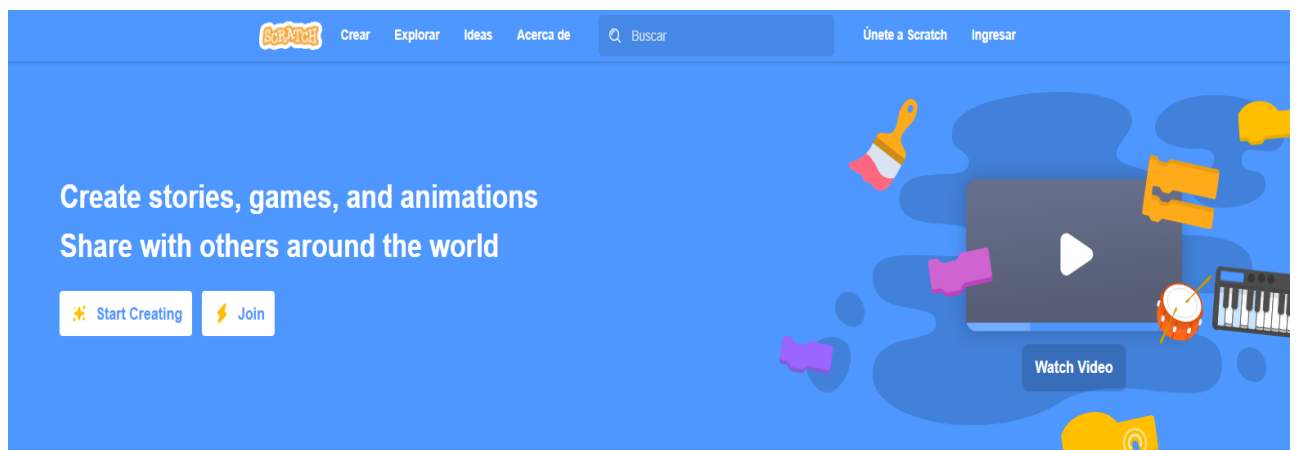 SCRATCH Crear Explorar Ideas Acerca de Buscar Únete a Scratch Ingresar
Create stories, games, and animations
Share with others around the world
Start Creating Join
Watch Video